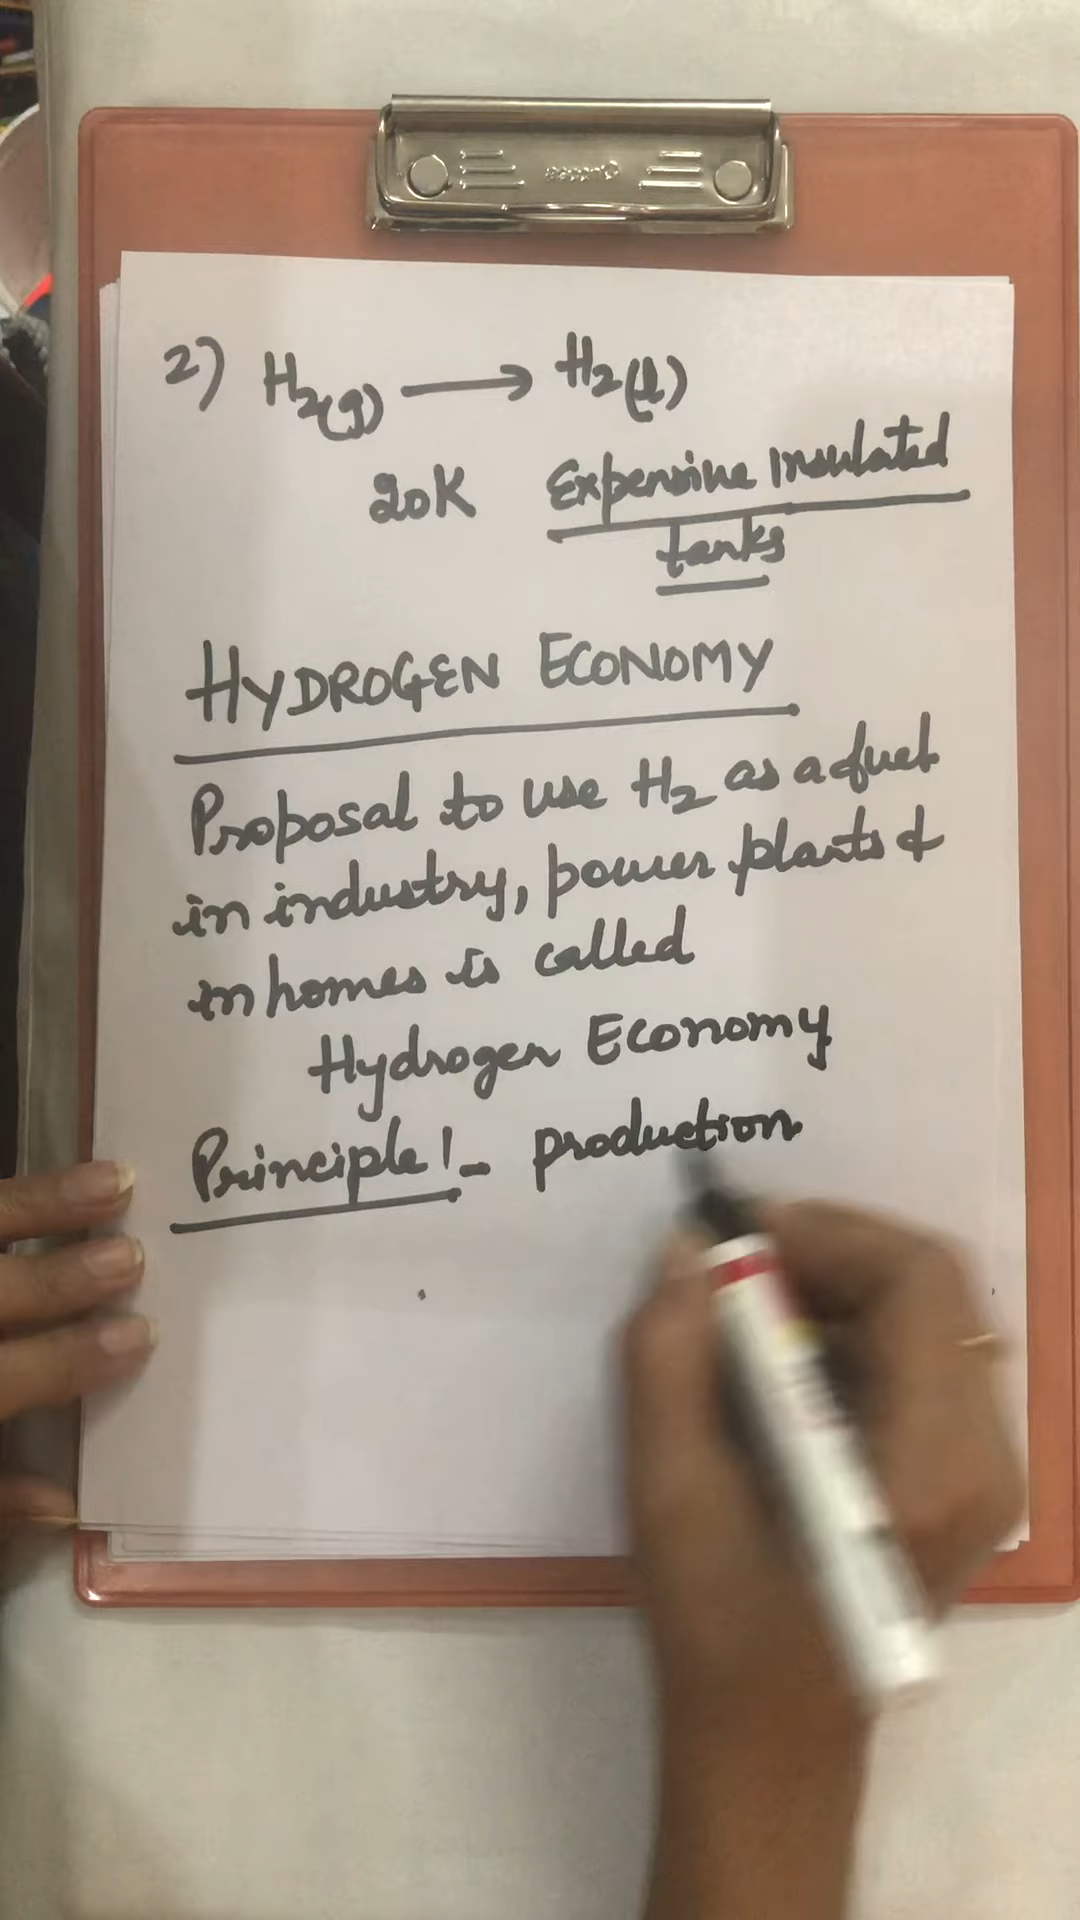 2) H₂(g) → H₂(l)
20K Expensive Insulated
tanks
HYDROGEN ECONOMY
Proposal to use H₂ as a fuel
in industry, power plants &
in homes is called
Hydrogen Economy
Principle !- production